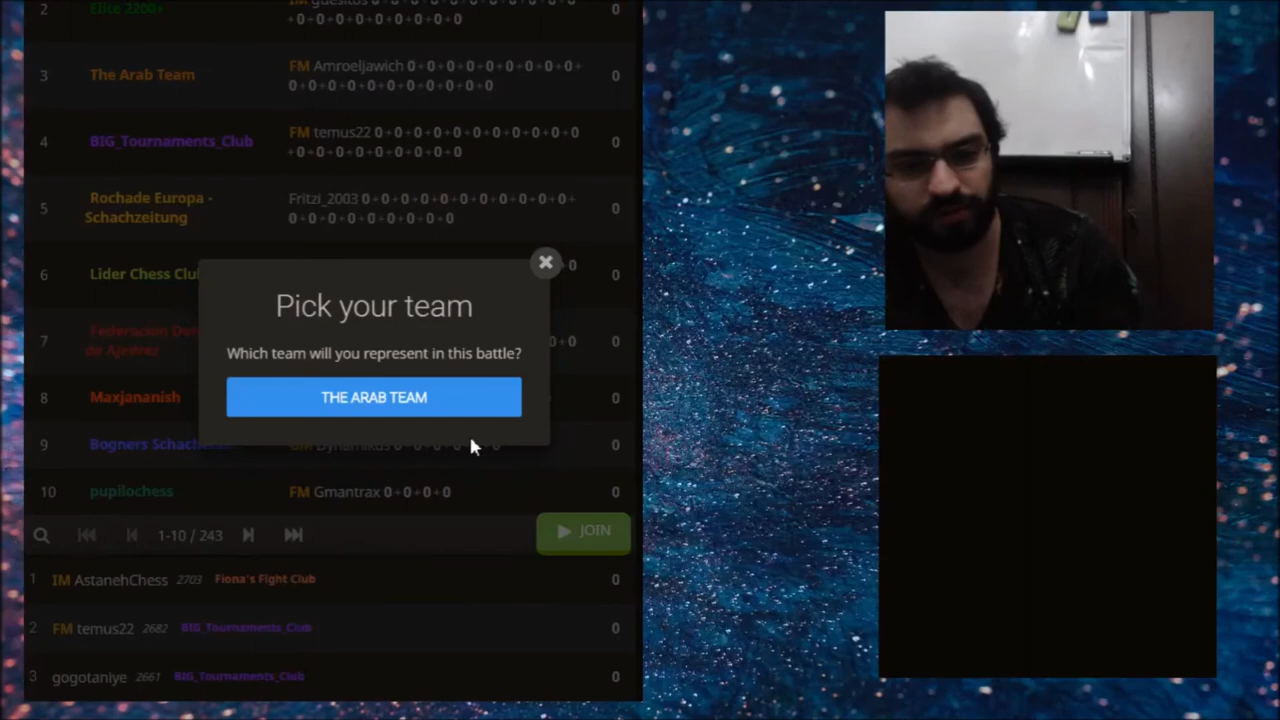 2 Elite 2200+ IM guesitos 0+0+0+0+0+0+0+0 0
+0+0+0+0+0+0+0+0+0
3 The Arab Team FM Amroeljawich 0+0+0+0+0+0+0+0+ 0
0+0+0+0+0+0+0+0+0+0
4 BIG_Tournaments_Club FM temus22 0+0+0+0+0+0+0+0+0+0 0
+0+0+0+0+0+0+0+0+0
5 Rochade Europa - Fritzi_2003 0+0+0+0+0+0+0+0+0+0+ 0
Schachzeitung 0+0+0+0+0+0+0+0+0
6 Lider Chess 0
7 0
de Ajedrez
8 Maxjananish 0
9 Bogners GM Dynamikus 0+0+0+0+0 0
10 pupilochess FM Gmantrax 0+0+0+0 0
Pick your team
Which team will you represent in this battle?
THE ARAB TEAM
1-10 / 243 JOIN
1 IM AstanehChess 2703 Fiona's Fight Club 0
2 FM temus22 2682 BIG_Tournaments_Club 0
3 gogotaniye 2661 BIG_Tournaments_Club 0